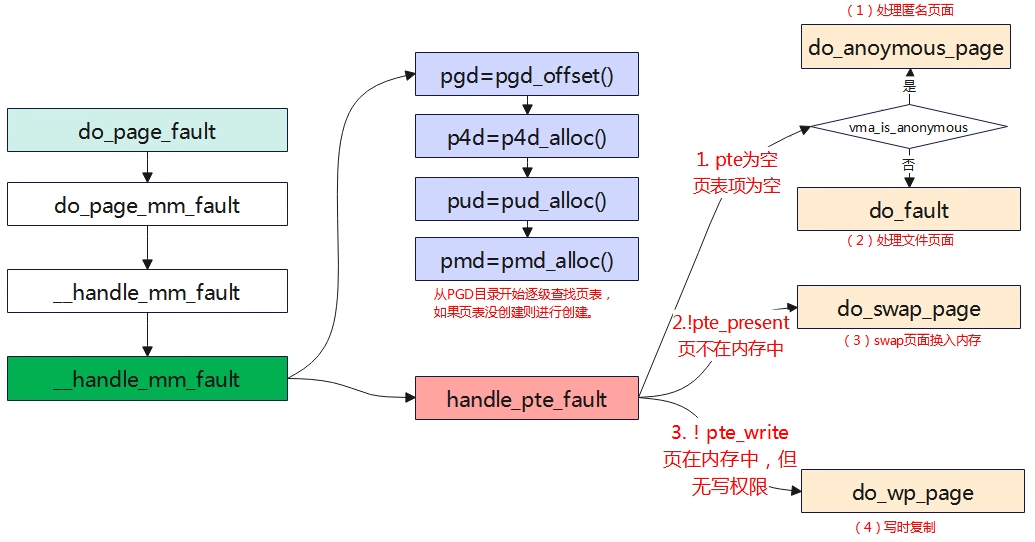 do_page_fault
do_page_mm_fault
__handle_mm_fault
__handle_mm_fault
pgd=pgd_offset()
p4d=p4d_alloc()
pud=pud_alloc()
pmd=pmd_alloc()
从PGD目录开始逐级查找页表，
如果页表没创建则进行创建。
handle_pte_fault
1. pte为空
页表项为空
2.!pte_present
页不在内存中
3.！pte_write
页在内存中，但
无写权限
（1）处理匿名页面
do_anoymous_page
是
vma_is_anonymous
否
do_fault
（2）处理文件页面
do_swap_page
（3）swap页面换入内存
do_wp_page
（4）写时复制